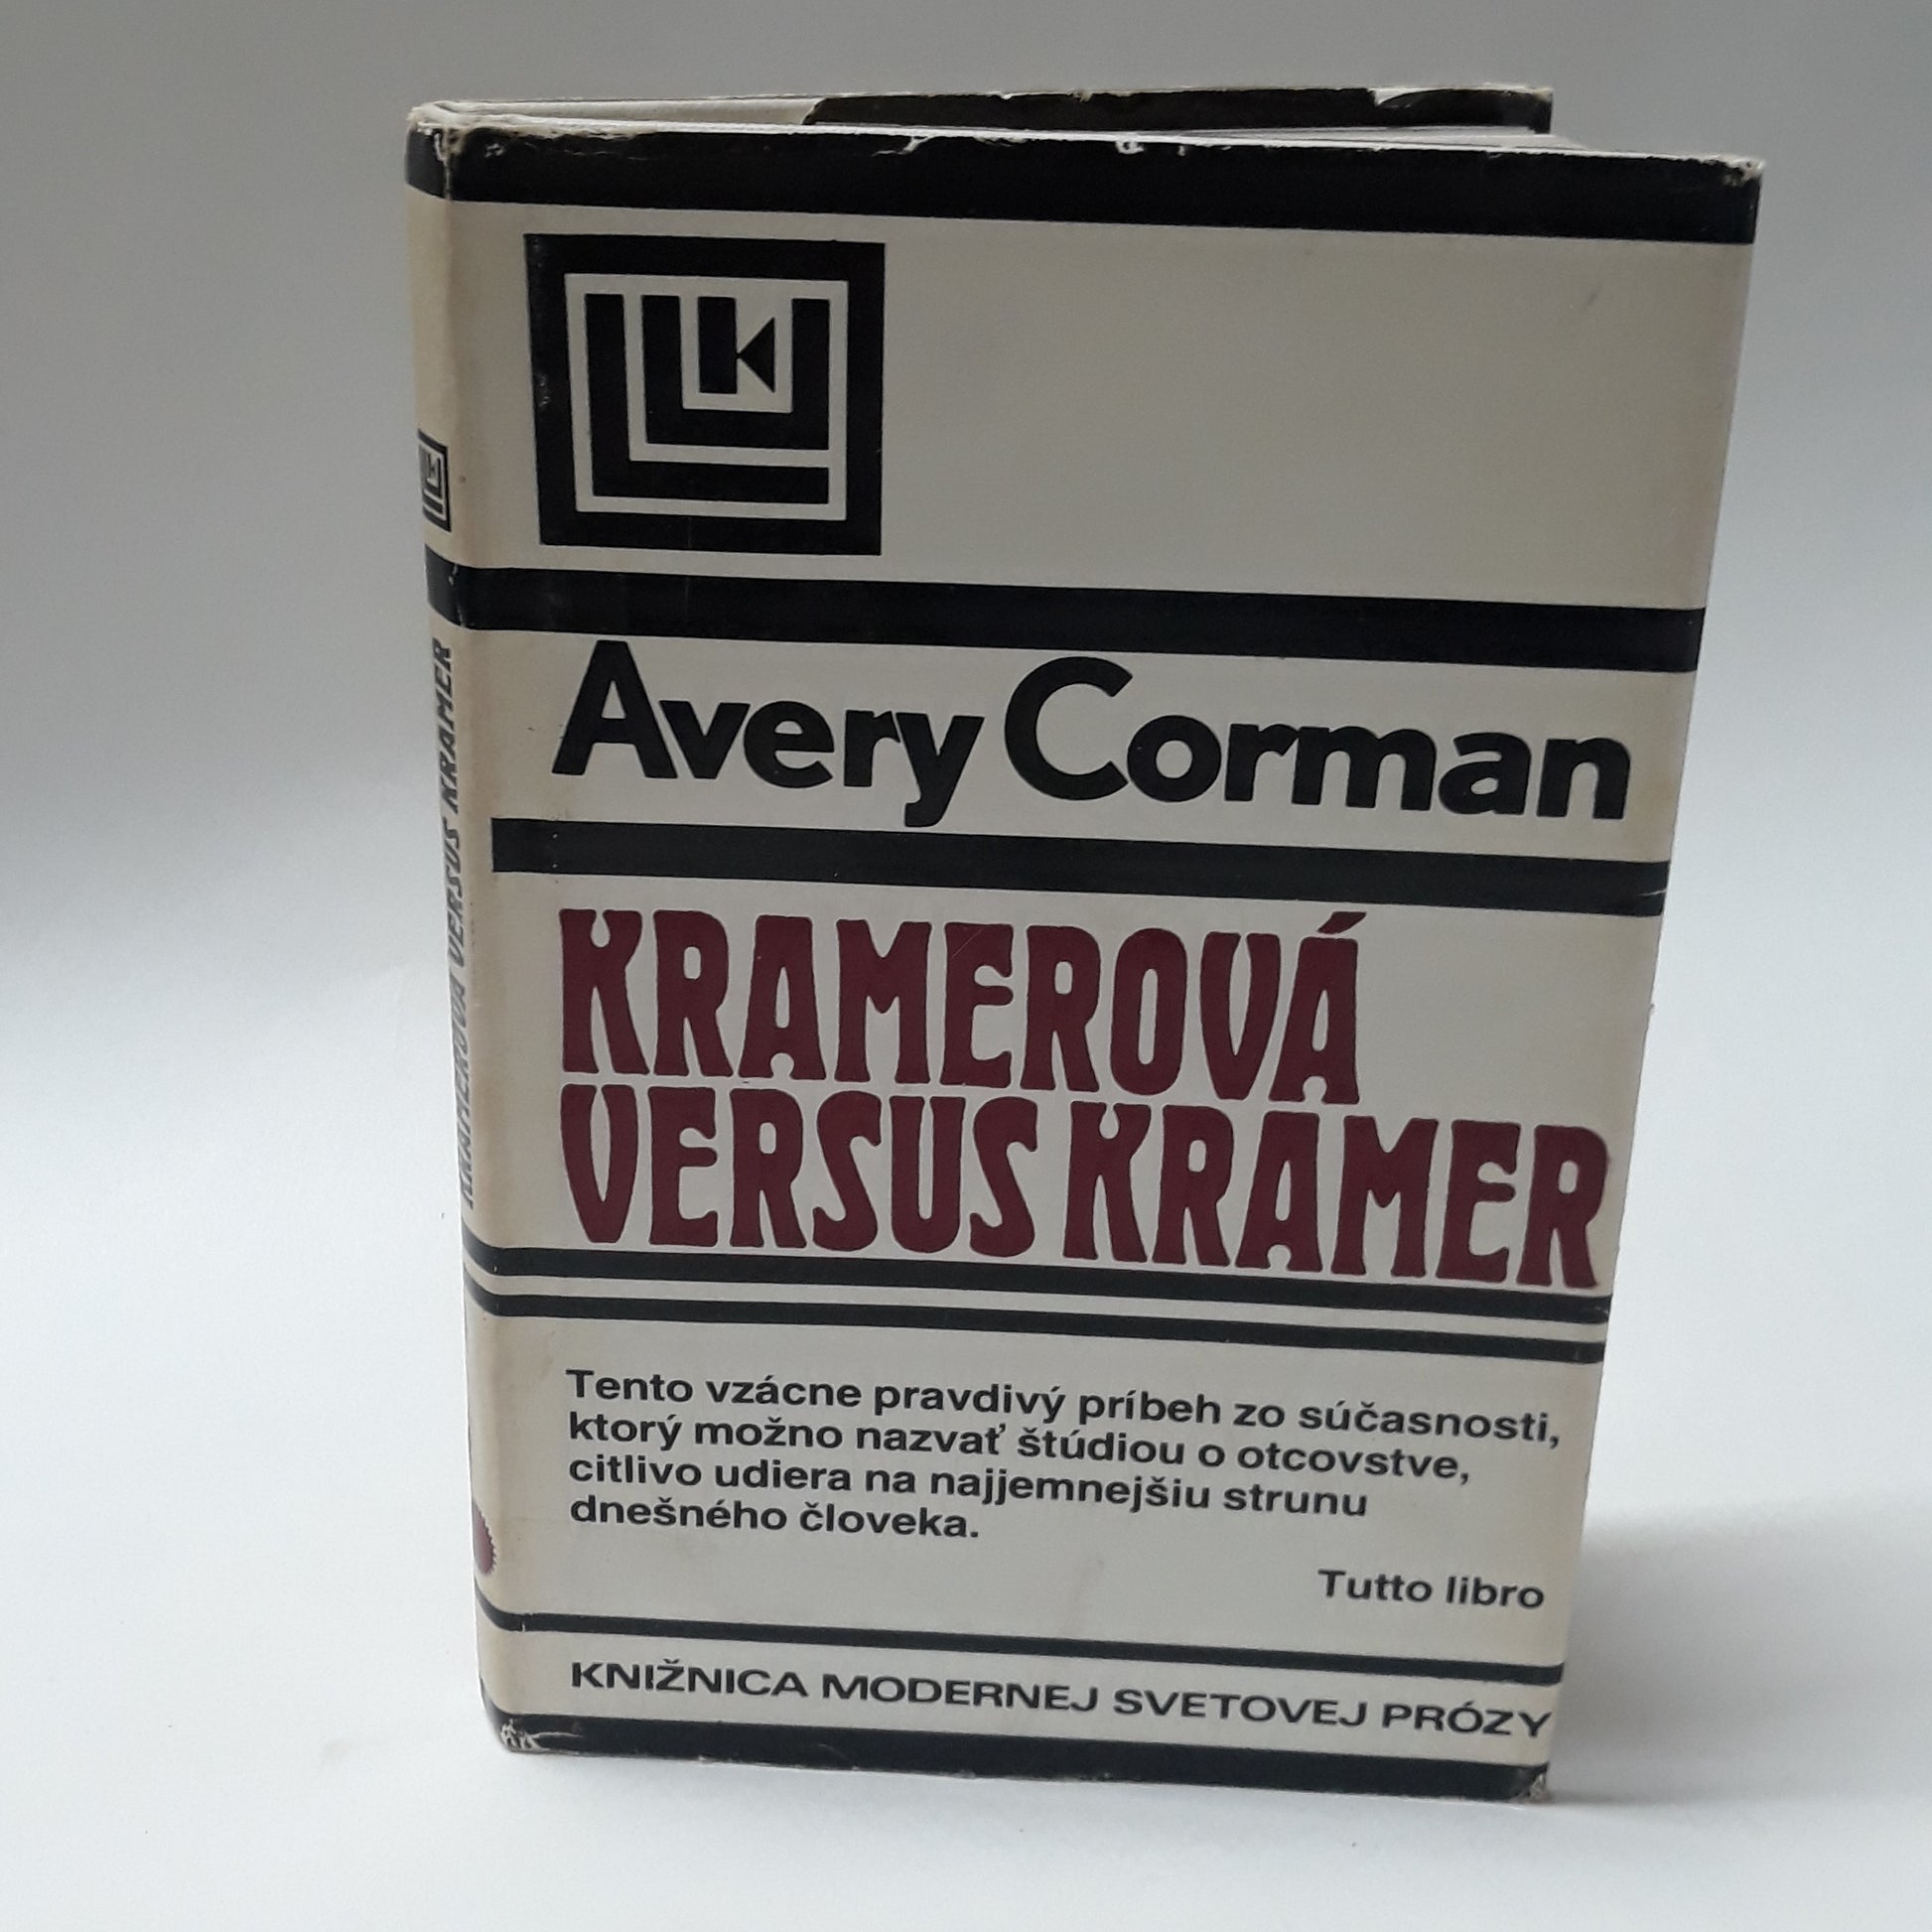 Avery Corman
KRAMEROVÁ
VERSUS KRAMER
Tento vzácne pravdivý príbeh zo súčasnosti,
ktorý možno nazvať štúdiou o otcovstve,
citlivo udiera na najjemnejšiu strunu
dnešného človeka.
Tutto libro
KNIŽNICA MODERNEJ SVETOVEJ PRÓZY
KRAMEROVÁ VERSUS KRAMER